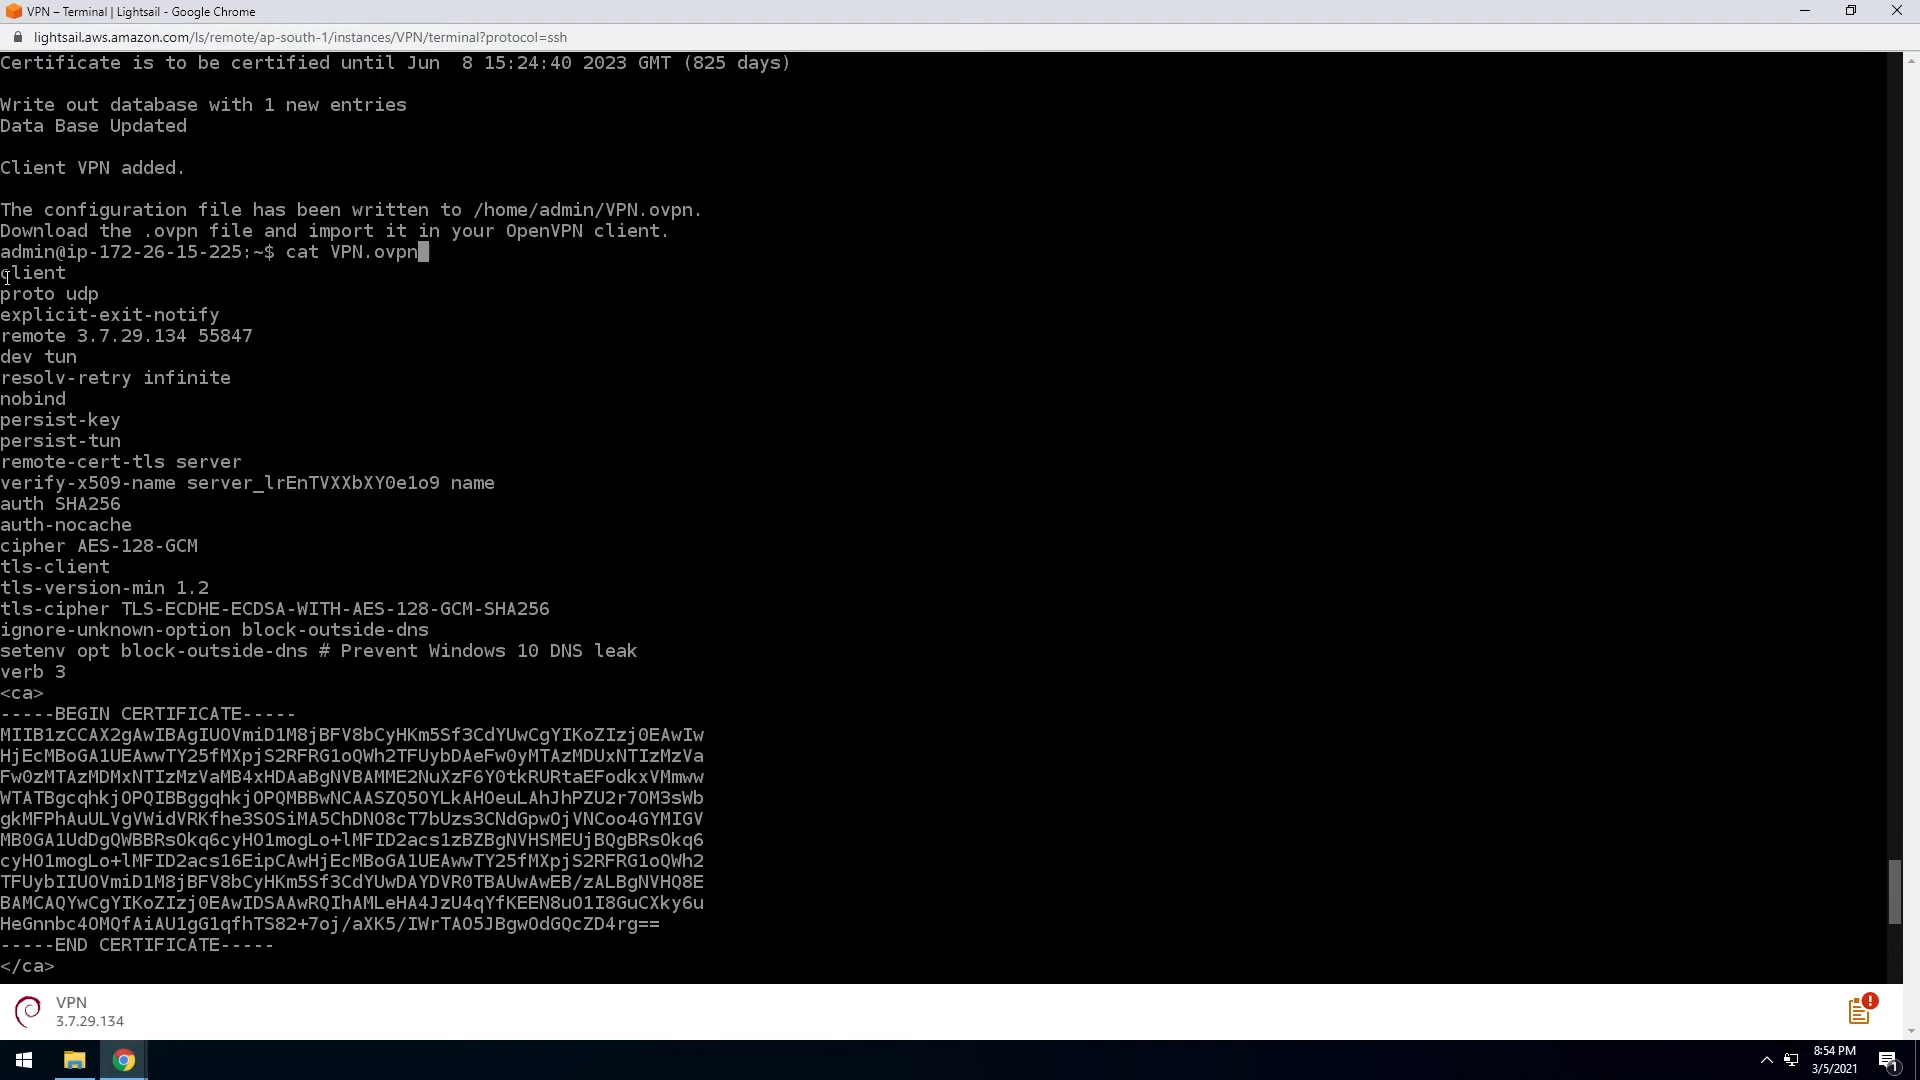 VPN – Terminal | Lightsail - Google Chrome
lightsail.aws.amazon.com/ls/remote/ap-south-1/instances/VPN/terminal?protocol=ssh
Certificate is to be certified until Jun  8 15:24:40 2023 GMT (825 days)
Write out database with 1 new entries
Data Base Updated
Client VPN added.
The configuration file has been written to /home/admin/VPN.ovpn.
Download the .ovpn file and import it in your OpenVPN client.
admin@ip-172-26-15-225:~$ cat VPN.ovpn
client
proto udp
explicit-exit-notify
remote 3.7.29.134 55847
dev tun
resolv-retry infinite
nobind
persist-key
persist-tun
remote-cert-tls server
verify-x509-name server_lrEnTVXXbXY0e1o9 name
auth SHA256
auth-nocache
cipher AES-128-GCM
tls-client
tls-version-min 1.2
tls-cipher TLS-ECDHE-ECDSA-WITH-AES-128-GCM-SHA256
ignore-unknown-option block-outside-dns
setenv opt block-outside-dns # Prevent Windows 10 DNS leak
verb 3
<ca>
-----BEGIN CERTIFICATE-----
MIIB1zCCAX2gAwIBAgIUOVmiD1M8jBFV8bCyHKm5Sf3CdYUwCgYIKoZIzj0EAwIw
HjEcMBoGA1UEAwwTY25fMXpjS2RFRG1oQWh2TFUybDAeFw0yMTAzMDUxNTIzMzVa
Fw0zMTAzMDMxNTIzMzVaMB4xHDAaBgNVBAMME2NuXzF6Y0tkRURtaEFodkxVMmww
WTATBgcqhkjOPQIBBggqhkjOPQMBBwNCAASZQ5OYLkAHOeuLAhJhPZU2r7OM3sWb
gkMFPhAuULVgVWidVRKfhe3SOSiMA5ChDNO8cT7bUzs3CNdGpwOjVNCoo4GYMIGV
MB0GA1UdDgQWBBRsOkq6cyHO1mogLo+lMFID2acs1zBZBgNVHSMEUjBQgBRsOkq6
cyHO1mogLo+lMFID2acs16EipCAwHjEcMBoGA1UEAwwTY25fMXpjS2RFRG1oQWh2
TFUybIIUOVmiD1M8jBFV8bCyHKm5Sf3CdYUwDAYDVR0TBAUwAwEB/zALBgNVHQ8E
BAMCAQYwCgYIKoZIzj0EAwIDSAAwRQIhAMLeHA4JzU4qYfKEEN8uO1I8GuCXky6u
HeGnnbc4OMQfAiAU1gG1qfhTS82+7oj/aXK5/IWrTAO5JBgwOdGQcZD4rg==
-----END CERTIFICATE-----
</ca>
VPN
3.7.29.134
8:54 PM
3/5/2021
1